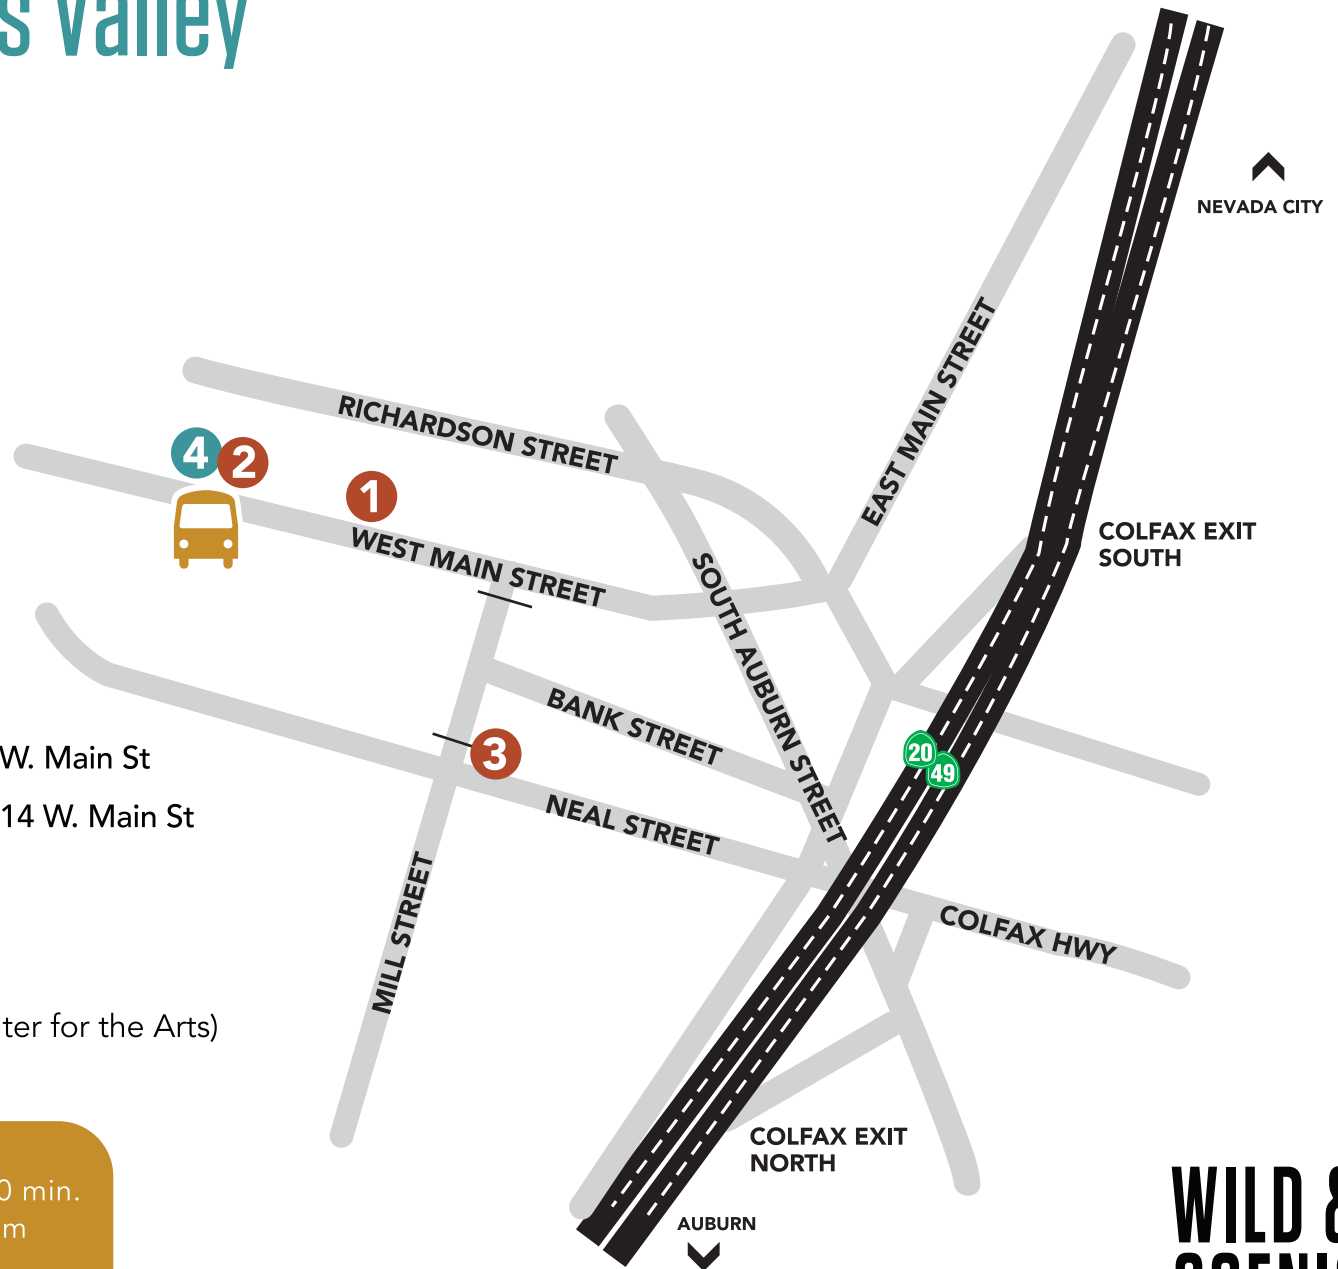 s Valley
NEVADA CITY
EAST MAIN STREET
RICHARDSON STREET
4
2
1
WEST MAIN STREET
COLFAX EXIT
SOUTH
SOUTH AUBURN STREET
BANK STREET
20
49
3
W. Main St
14 W. Main St
NEAL STREET
MILL STREET
COLFAX HWY
ter for the Arts)
COLFAX EXIT
NORTH
0 min.
m
AUBURN
WILD &